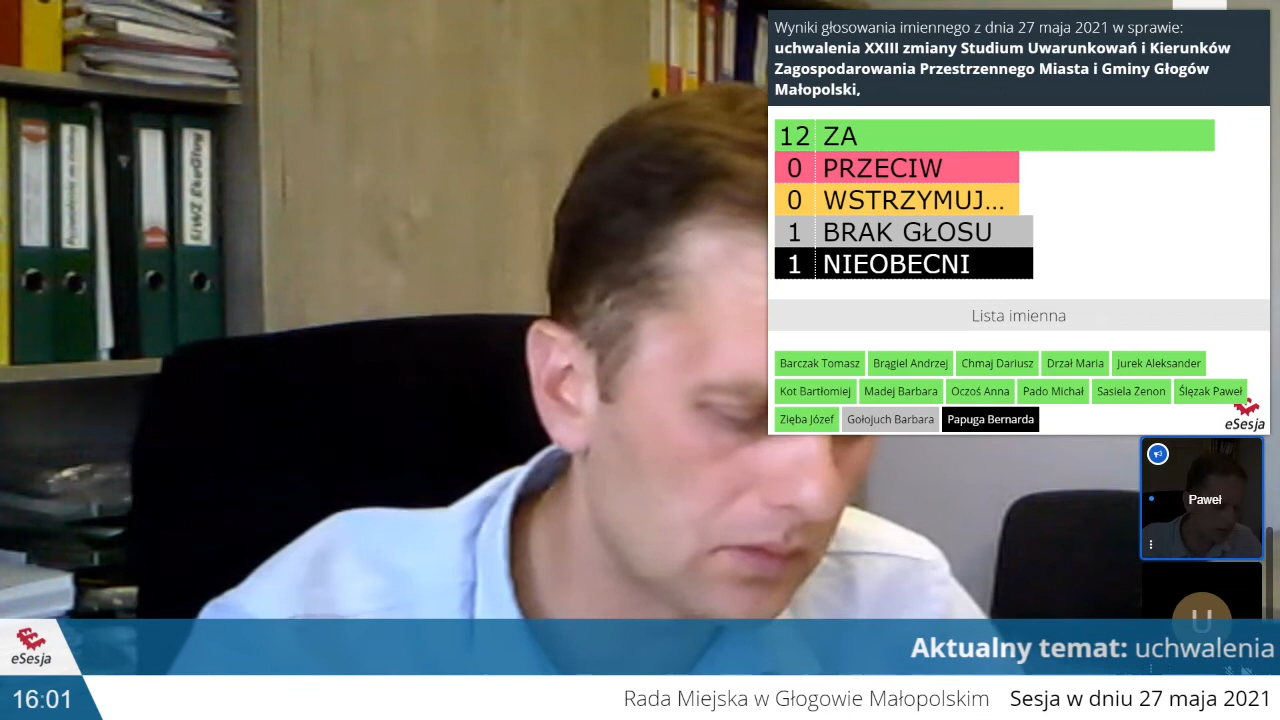 Wyniki głosowania imiennego z dnia 27 maja 2021 w sprawie:
uchwalenia XXIII zmiany Studium Uwarunkowań i Kierunków
Zagospodarowania Przestrzennego Miasta i Gminy Głogów
Małopolski,
12 ZA
0 PRZECIW
0 WSTRZYMUJ...
1 BRAK GŁOSU
1 NIEOBECNI
Lista imienna
Barczak Tomasz Brągiel Andrzej Chmaj Dariusz Drzał Maria Jurek Aleksander
Kot Bartłomiej Madej Barbara Oczoś Anna Pado Michał Sasiela Zenon Ślęzak Paweł
Zięba Józef Gołojuch Barbara Papuga Bernarda
eSesja
Paweł
U
Aktualny temat: uchwalenia
eSesja
16:01
Rada Miejska w Głogowie Małopolskim Sesja w dniu 27 maja 2021